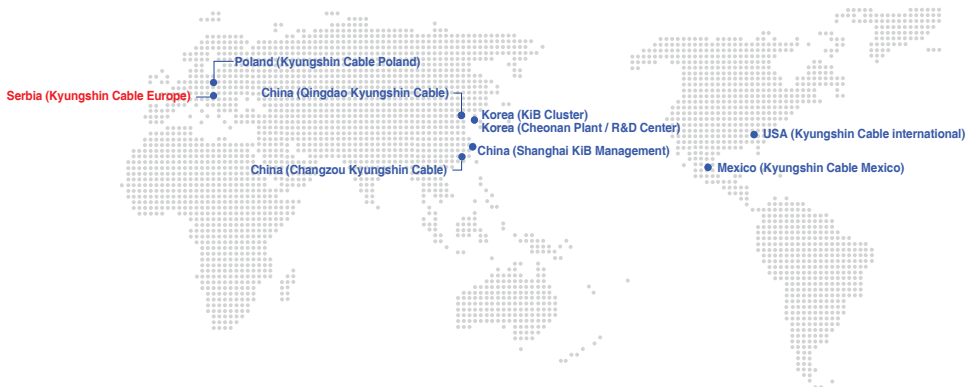 Poland (Kyungshin Cable Poland)
Serbia (Kyungshin Cable Europe)
China (Qingdao Kyungshin Cable)
Korea (KiB Cluster)
Korea (Cheonan Plant / R&D Center)
USA (Kyungshin Cable international)
China (Shanghai KiB Management)
China (Changzou Kyungshin Cable)
Mexico (Kyungshin Cable Mexico)